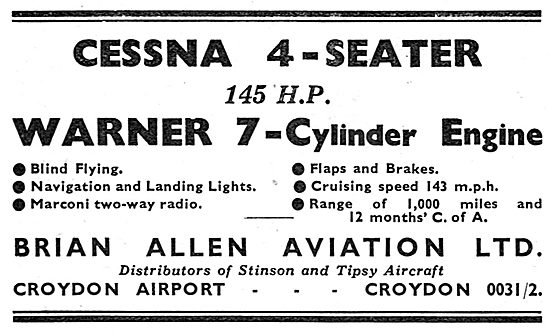 CESSNA 4-SEATER
145 H.P.
WARNER 7-Cylinder Engine
● Blind Flying.
● Navigation and Landing Lights.
● Marconi two-way radio.
● Flaps and Brakes.
● Cruising speed 143 m.p.h.
● Range of 1,000 miles and
12 months' C. of A.
BRIAN ALLEN AVIATION LTD.
Distributors of Stinson and Tipsy Aircraft
CROYDON AIRPORT - - - CROYDON 0031/2.